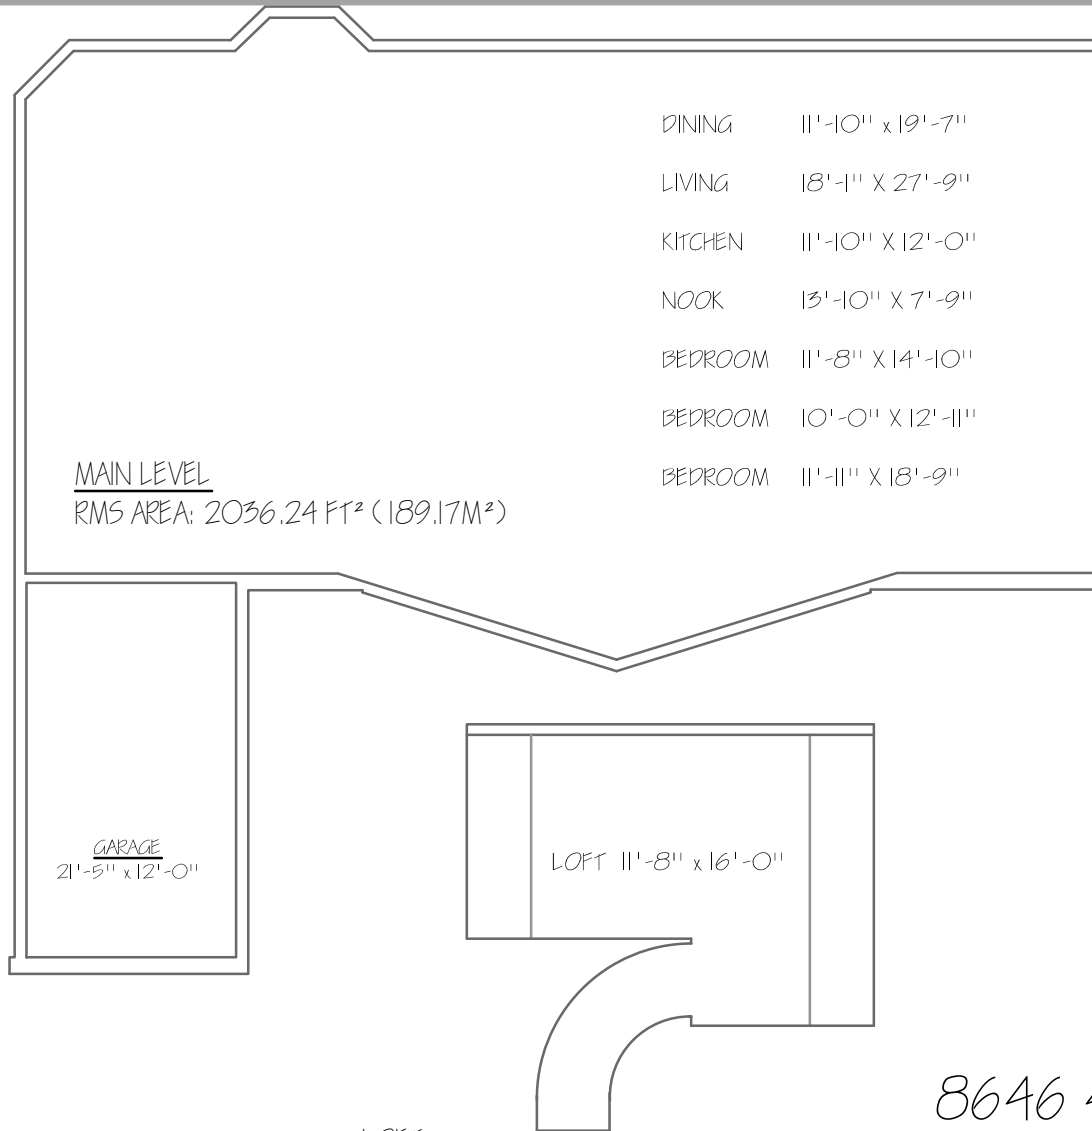 DINING 11'-10" x 19'-7"
LIVING 18'-1" X 27'-9"
KITCHEN 11'-10" X 12'-0"
NOOK 13'-10" X 7'-9"
BEDROOM 11'-8" X 14'-10"
BEDROOM 10'-0" X 12'-11"
BEDROOM 11'-11" X 18'-9"
MAIN LEVEL
RMS AREA: 2036.24 FT² (189.17M²)
GARAGE
21'-5" x 12'-0"
LOFT 11'-8" x 16'-0"
8646